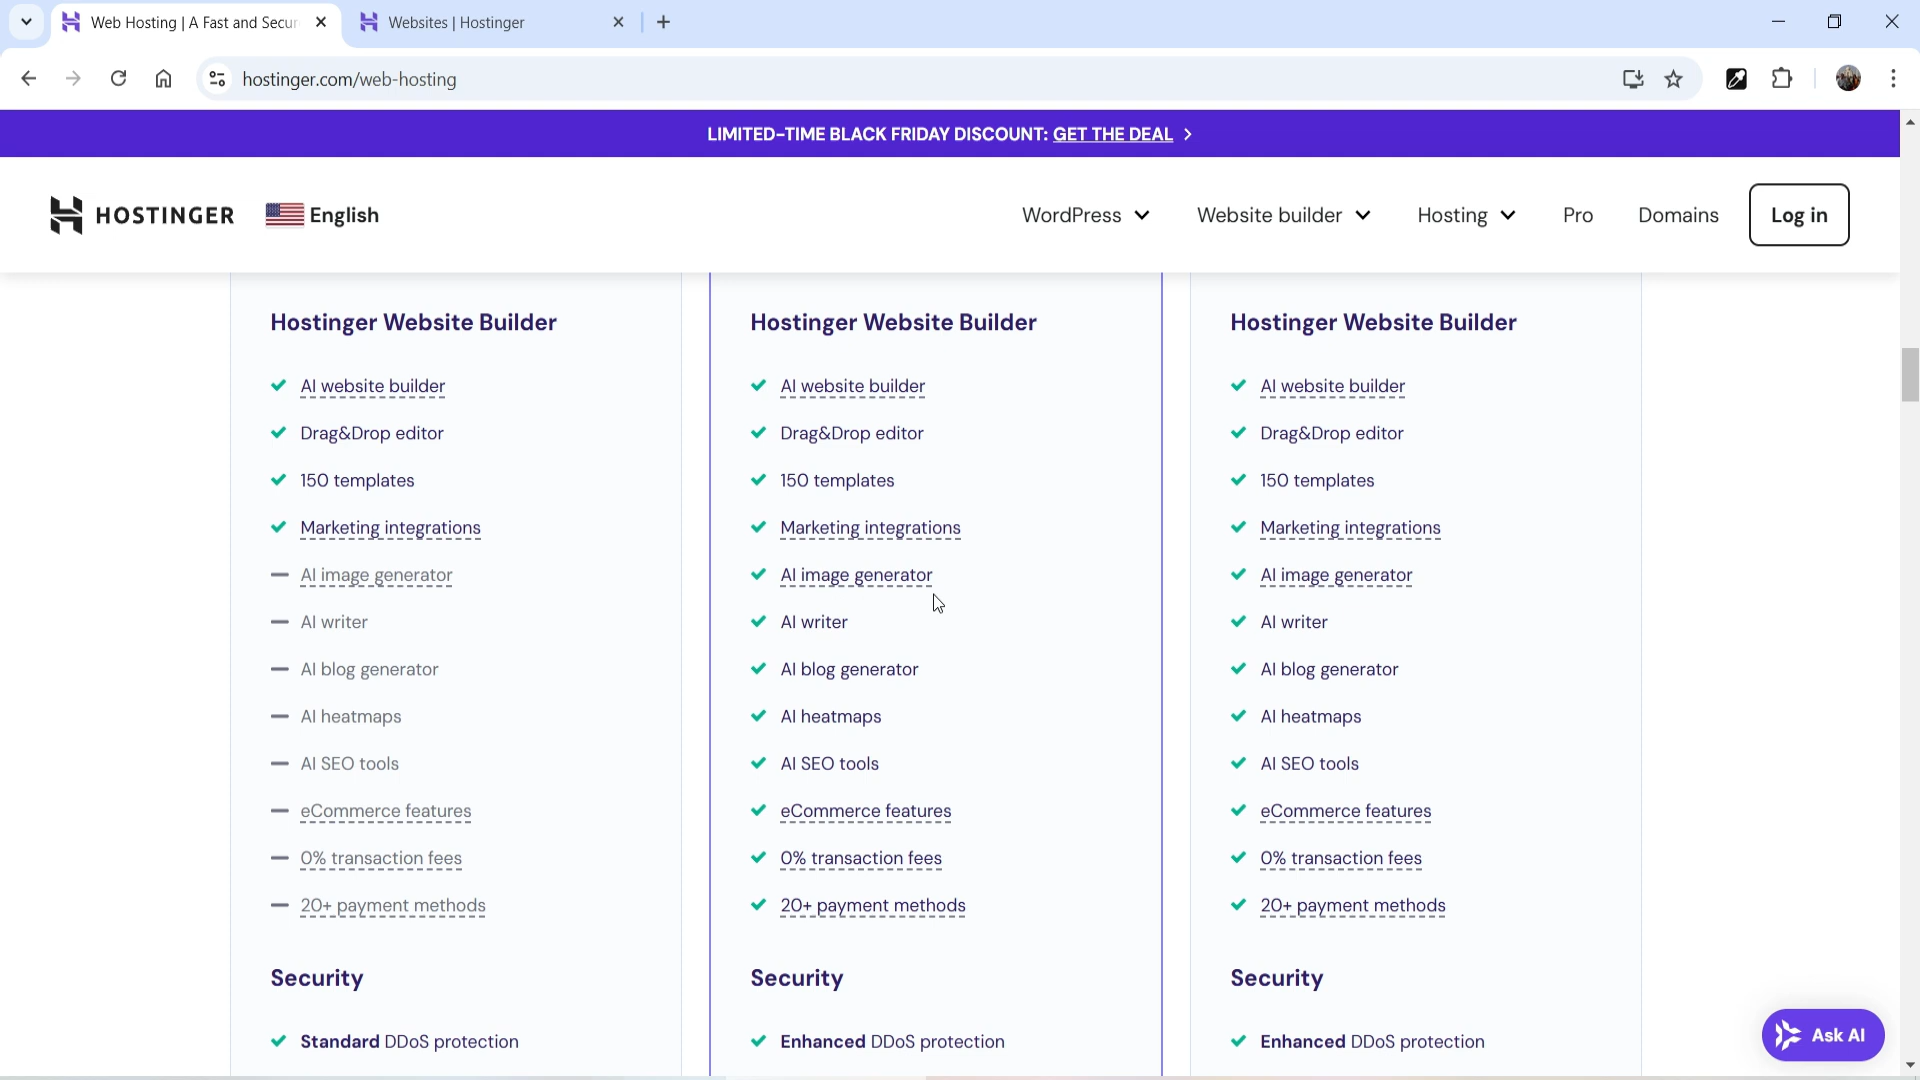 Web Hosting | A Fast and Secur
Websites | Hostinger
hostinger.com/web-hosting
LIMITED-TIME BLACK FRIDAY DISCOUNT: GET THE DEAL
HOSTINGER
English
WordPress
Website builder
Hosting
Pro
Domains
Log in
Hostinger Website Builder
AI website builder
Drag&Drop editor
150 templates
Marketing integrations
AI image generator
AI writer
AI blog generator
AI heatmaps
AI SEO tools
eCommerce features
0% transaction fees
20+ payment methods
Security
Standard DDoS protection
Hostinger Website Builder
AI website builder
Drag&Drop editor
150 templates
Marketing integrations
AI image generator
AI writer
AI blog generator
AI heatmaps
AI SEO tools
eCommerce features
0% transaction fees
20+ payment methods
Security
Enhanced DDoS protection
Hostinger Website Builder
AI website builder
Drag&Drop editor
150 templates
Marketing integrations
AI image generator
AI writer
AI blog generator
AI heatmaps
AI SEO tools
eCommerce features
0% transaction fees
20+ payment methods
Security
Enhanced DDoS protection
Ask AI